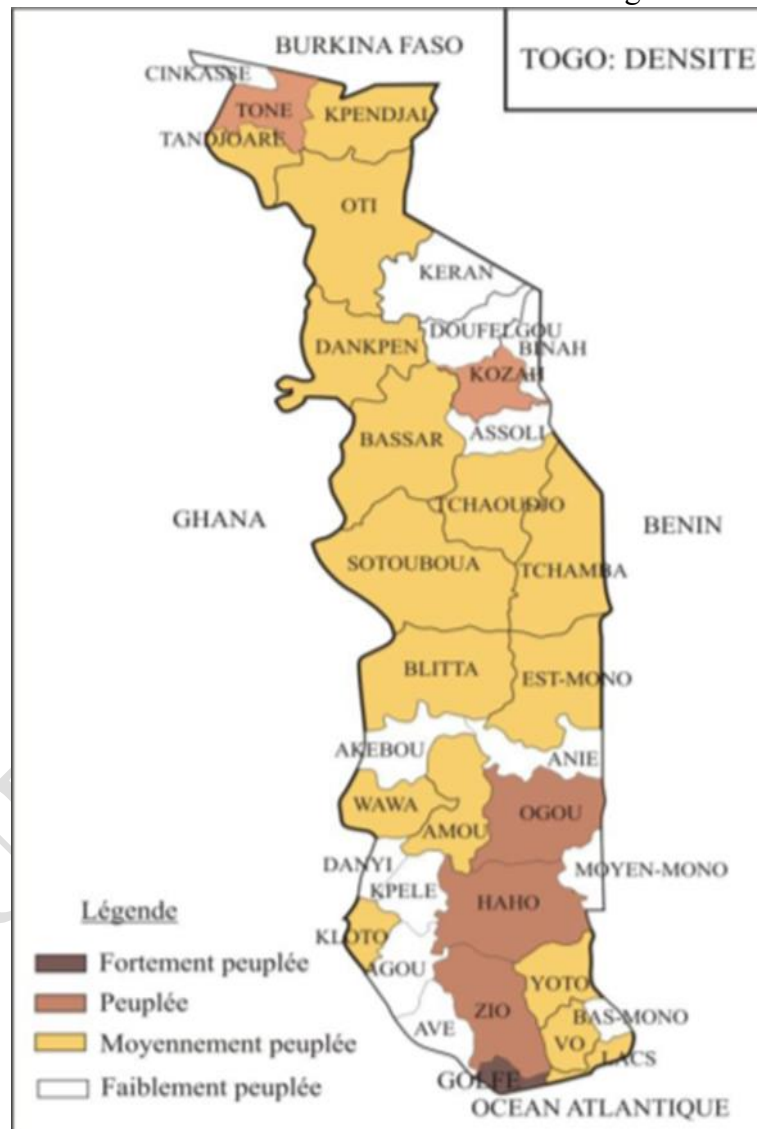 BURKINA FASO
TOGO: DENSITE
CINKASSE
TONE
KPENDJAL
TANDJOARE
OTI
KERAN
DOUFELGOU
BINAH
DANKPEN
KOZAH
ASSOLI
BASSAR
TCHAOUDJO
GHANA
BENIN
SOTOUBOUA
TCHAMBA
BLITTA
EST-MONO
AKEBOU
ANIE
WAWA
OGOU
AMOU
DANYI
MOYEN-MONO
KPELE
HAHO
KLOTO
AGOU
YOTO
ZIO
BAS-MONO
AVE
VO
LACS
GOLFE
OCEAN ATLANTIQUE
Légende
Fortement peuplée
Peuplée
Moyennement peuplée
Faiblement peuplée